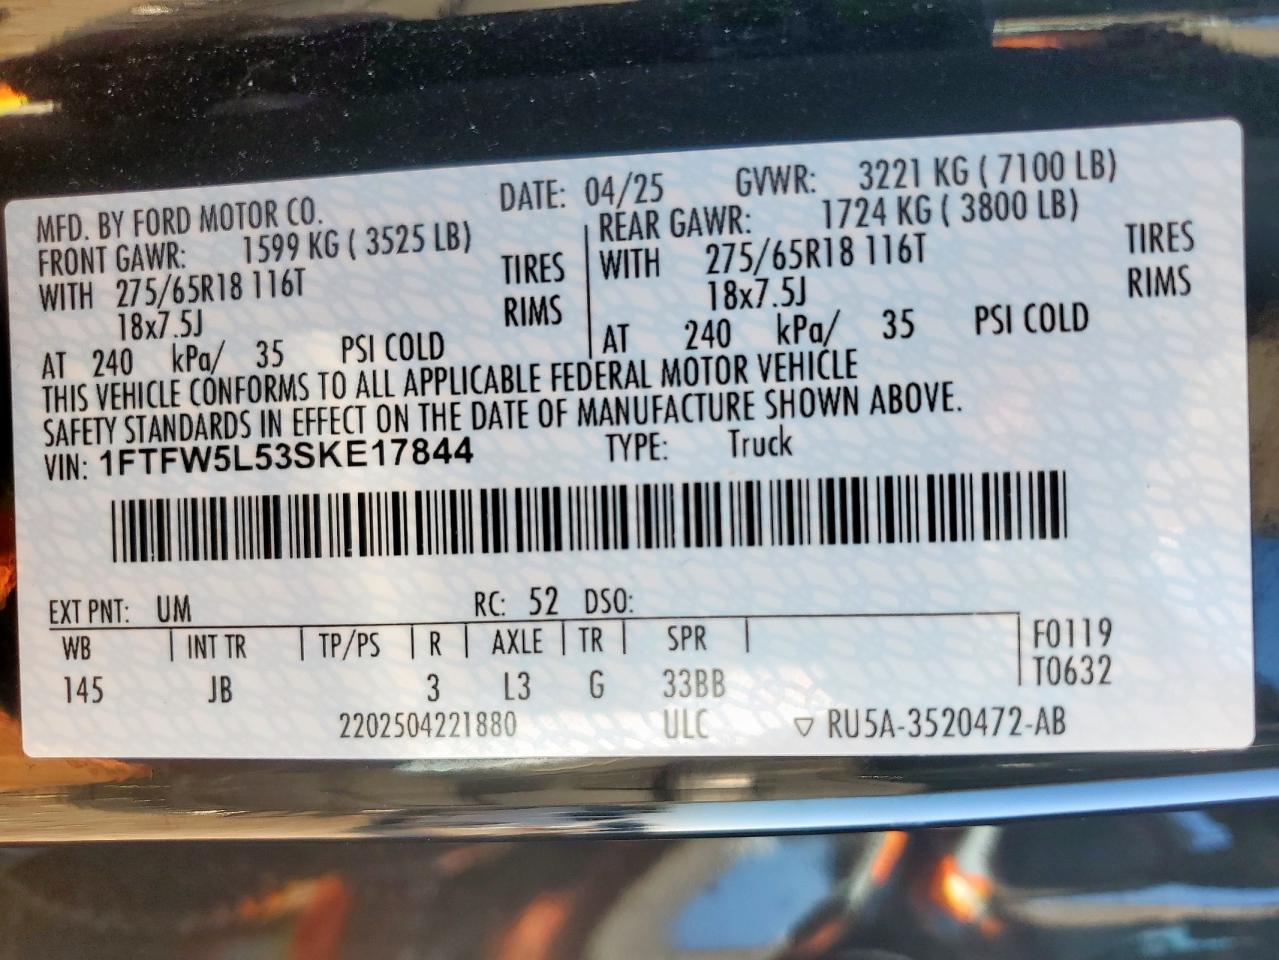 MFD. BY FORD MOTOR CO. DATE: 04/25 GVWR: 3221 KG ( 7100 LB)
FRONT GAWR: 1599 KG ( 3525 LB)
WITH 275/65R18 116T TIRES
18x7.5J RIMS
AT 240 kPa/ 35 PSI COLD
REAR GAWR: 1724 KG ( 3800 LB)
WITH 275/65R18 116T TIRES
18x7.5J RIMS
AT 240 kPa/ 35 PSI COLD
THIS VEHICLE CONFORMS TO ALL APPLICABLE FEDERAL MOTOR VEHICLE
SAFETY STANDARDS IN EFFECT ON THE DATE OF MANUFACTURE SHOWN ABOVE.
VIN: 1FTFW5L53SKE17844 TYPE: Truck
EXT PNT: UM RC: 52 DSO:
WB INT TR TP/PS R AXLE TR SPR F0119
145 JB 3 L3 G 33BB T0632
2202504221880 ULC ▽ RU5A-3520472-AB